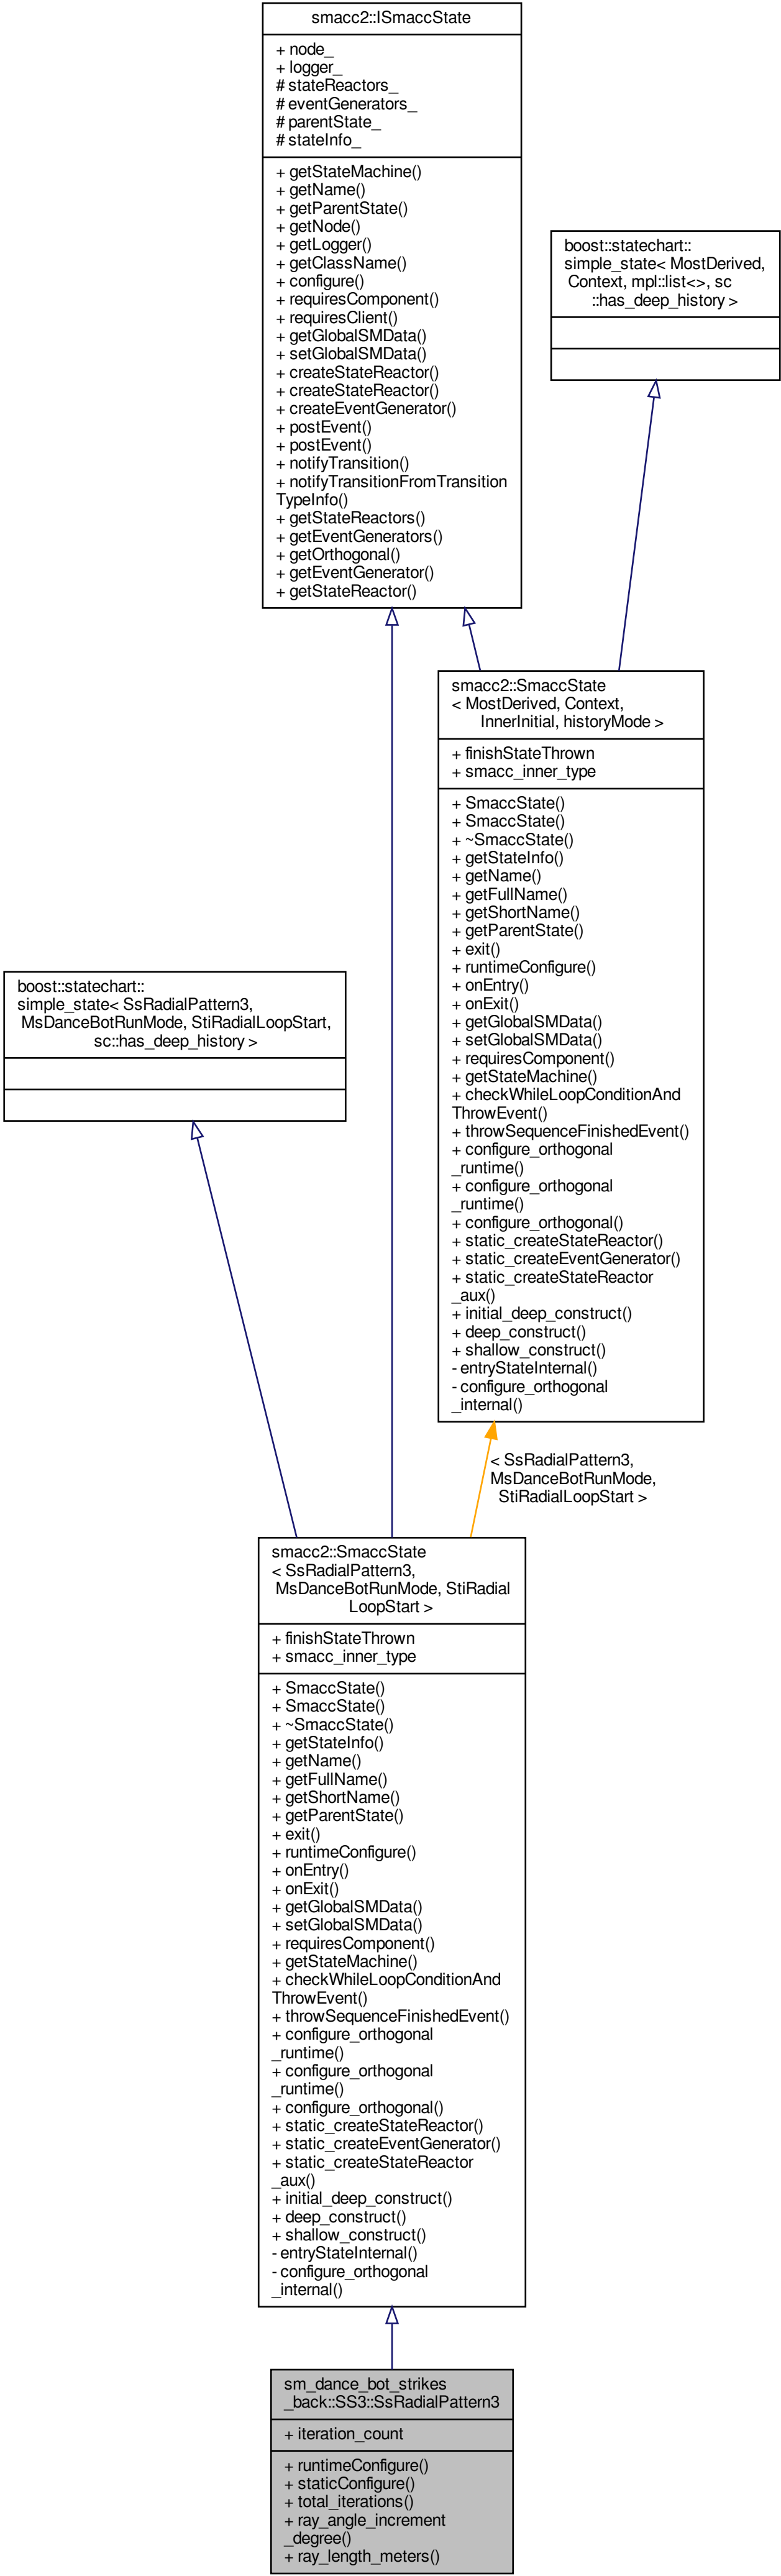 smacc2::ISmaccState
+ node_
+ logger_
# stateReactors_
# eventGenerators_
# parentState_
# stateInfo_
+ getStateMachine()
+ getName()
+ getParentState()
+ getNode()
+ getLogger()
+ getClassName()
+ configure()
+ requiresComponent()
+ requiresClient()
+ getGlobalSMData()
+ setGlobalSMData()
+ createStateReactor()
+ createStateReactor()
+ createEventGenerator()
+ postEvent()
+ postEvent()
+ notifyTransition()
+ notifyTransitionFromTransition
TypeInfo()
+ getStateReactors()
+ getEventGenerators()
+ getOrthogonal()
+ getEventGenerator()
+ getStateReactor()
boost::statechart::
simple_state< MostDerived,
Context, mpl::list<>, sc
::has_deep_history >
smacc2::SmaccState
< MostDerived, Context,
InnerInitial, historyMode >
+ finishStateThrown
+ smacc_inner_type
+ SmaccState()
+ SmaccState()
+ ~SmaccState()
+ getStateInfo()
+ getName()
+ getFullName()
+ getShortName()
+ getParentState()
+ exit()
+ runtimeConfigure()
+ onEntry()
+ onExit()
+ getGlobalSMData()
+ setGlobalSMData()
+ requiresComponent()
+ getStateMachine()
+ checkWhileLoopConditionAnd
ThrowEvent()
+ throwSequenceFinishedEvent()
+ configure_orthogonal
_runtime()
+ configure_orthogonal
_runtime()
+ configure_orthogonal()
+ static_createStateReactor()
+ static_createEventGenerator()
+ static_createStateReactor
_aux()
+ initial_deep_construct()
+ deep_construct()
+ shallow_construct()
- entryStateInternal()
- configure_orthogonal
_internal()
boost::statechart::
simple_state< SsRadialPattern3,
MsDanceBotRunMode, StiRadialLoopStart,
sc::has_deep_history >
< SsRadialPattern3,
MsDanceBotRunMode,
StiRadialLoopStart >
smacc2::SmaccState
< SsRadialPattern3,
MsDanceBotRunMode, StiRadial
LoopStart >
+ finishStateThrown
+ smacc_inner_type
+ SmaccState()
+ SmaccState()
+ ~SmaccState()
+ getStateInfo()
+ getName()
+ getFullName()
+ getShortName()
+ getParentState()
+ exit()
+ runtimeConfigure()
+ onEntry()
+ onExit()
+ getGlobalSMData()
+ setGlobalSMData()
+ requiresComponent()
+ getStateMachine()
+ checkWhileLoopConditionAnd
ThrowEvent()
+ throwSequenceFinishedEvent()
+ configure_orthogonal
_runtime()
+ configure_orthogonal
_runtime()
+ configure_orthogonal()
+ static_createStateReactor()
+ static_createEventGenerator()
+ static_createStateReactor
_aux()
+ initial_deep_construct()
+ deep_construct()
+ shallow_construct()
- entryStateInternal()
- configure_orthogonal
_internal()
sm_dance_bot_strikes
_back::SS3::SsRadialPattern3
+ iteration_count
+ runtimeConfigure()
+ staticConfigure()
+ total_iterations()
+ ray_angle_increment
_degree()
+ ray_length_meters()